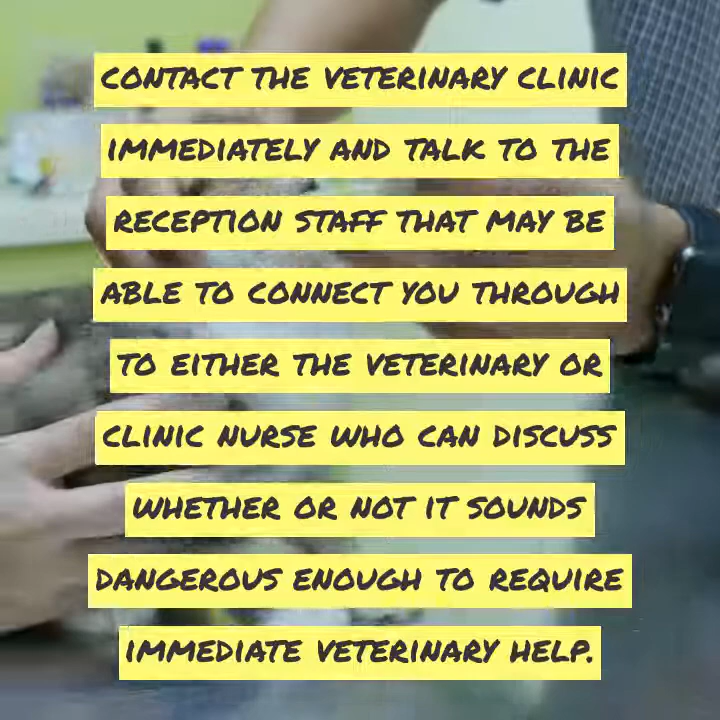 CONTACT THE VETERINARY CLINIC
IMMEDIATELY AND TALK TO THE
RECEPTION STAFF THAT MAY BE
ABLE TO CONNECT YOU THROUGH
TO EITHER THE VETERINARY OR
CLINIC NURSE WHO CAN DISCUSS
WHETHER OR NOT IT SOUNDS
DANGEROUS ENOUGH TO REQUIRE
IMMEDIATE VETERINARY HELP.